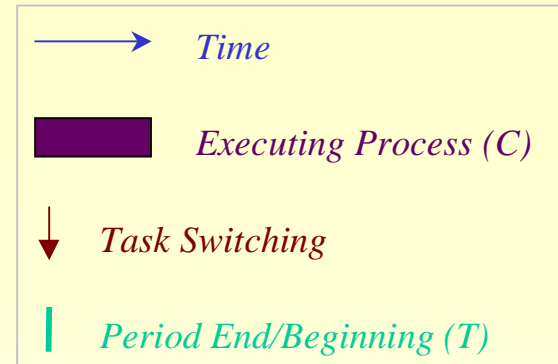 Time
Executing Process (C)
Task Switching
Period End/Beginning (T)